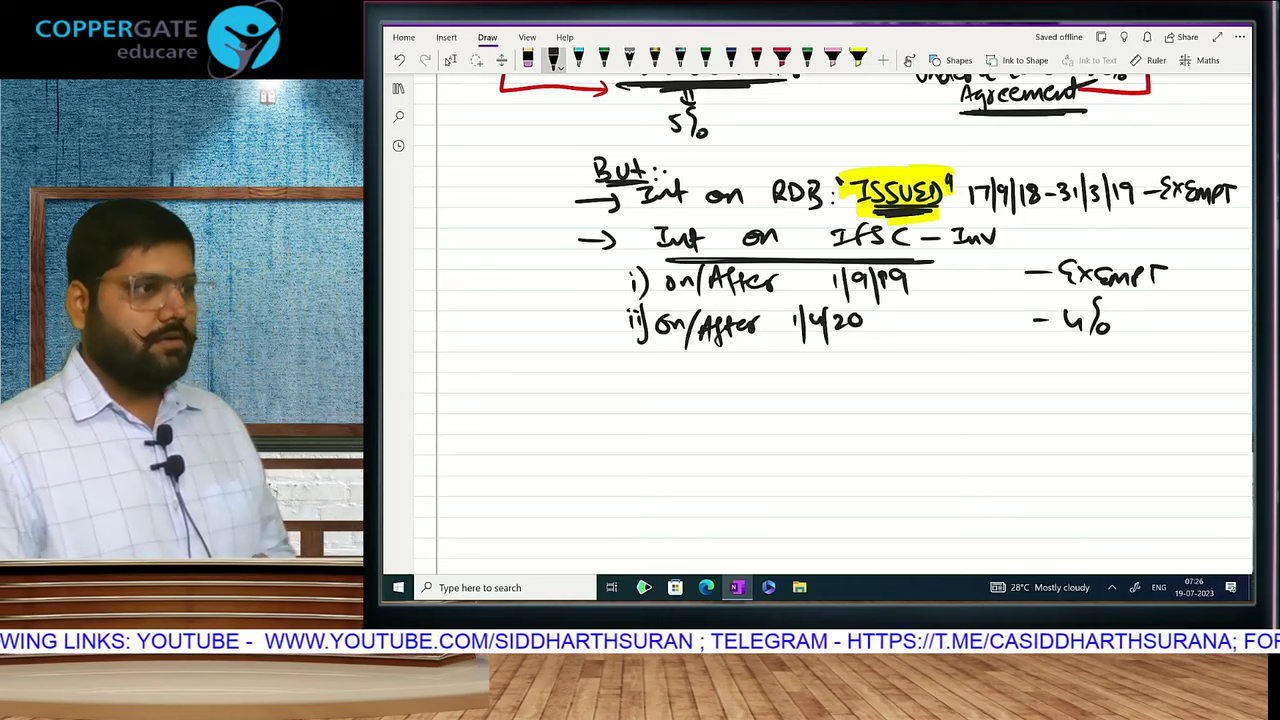 COPPERGATE
educare
Home Insert Draw View Help
Saved offline
Share
Shapes
Ink to Shape
Ink to Text
Ruler
Maths
Agreement
5%
But:
→ Int on RDB: "ISSUED" 17/9/18-31/3/19 - EXEMPT
→ Int on IFSC - Inv
i) on/After 1/9/19 - EXEMPT
ii) on/After 1/4/20 - 4%
Type here to search
28°C Mostly cloudy
ENG
07:26
19-07-2023
WING LINKS: YOUTUBE - WWW.YOUTUBE.COM/SIDDHARTHSURAN ; TELEGRAM - HTTPS://T.ME/CASIDDHARTHSURANA; FOR